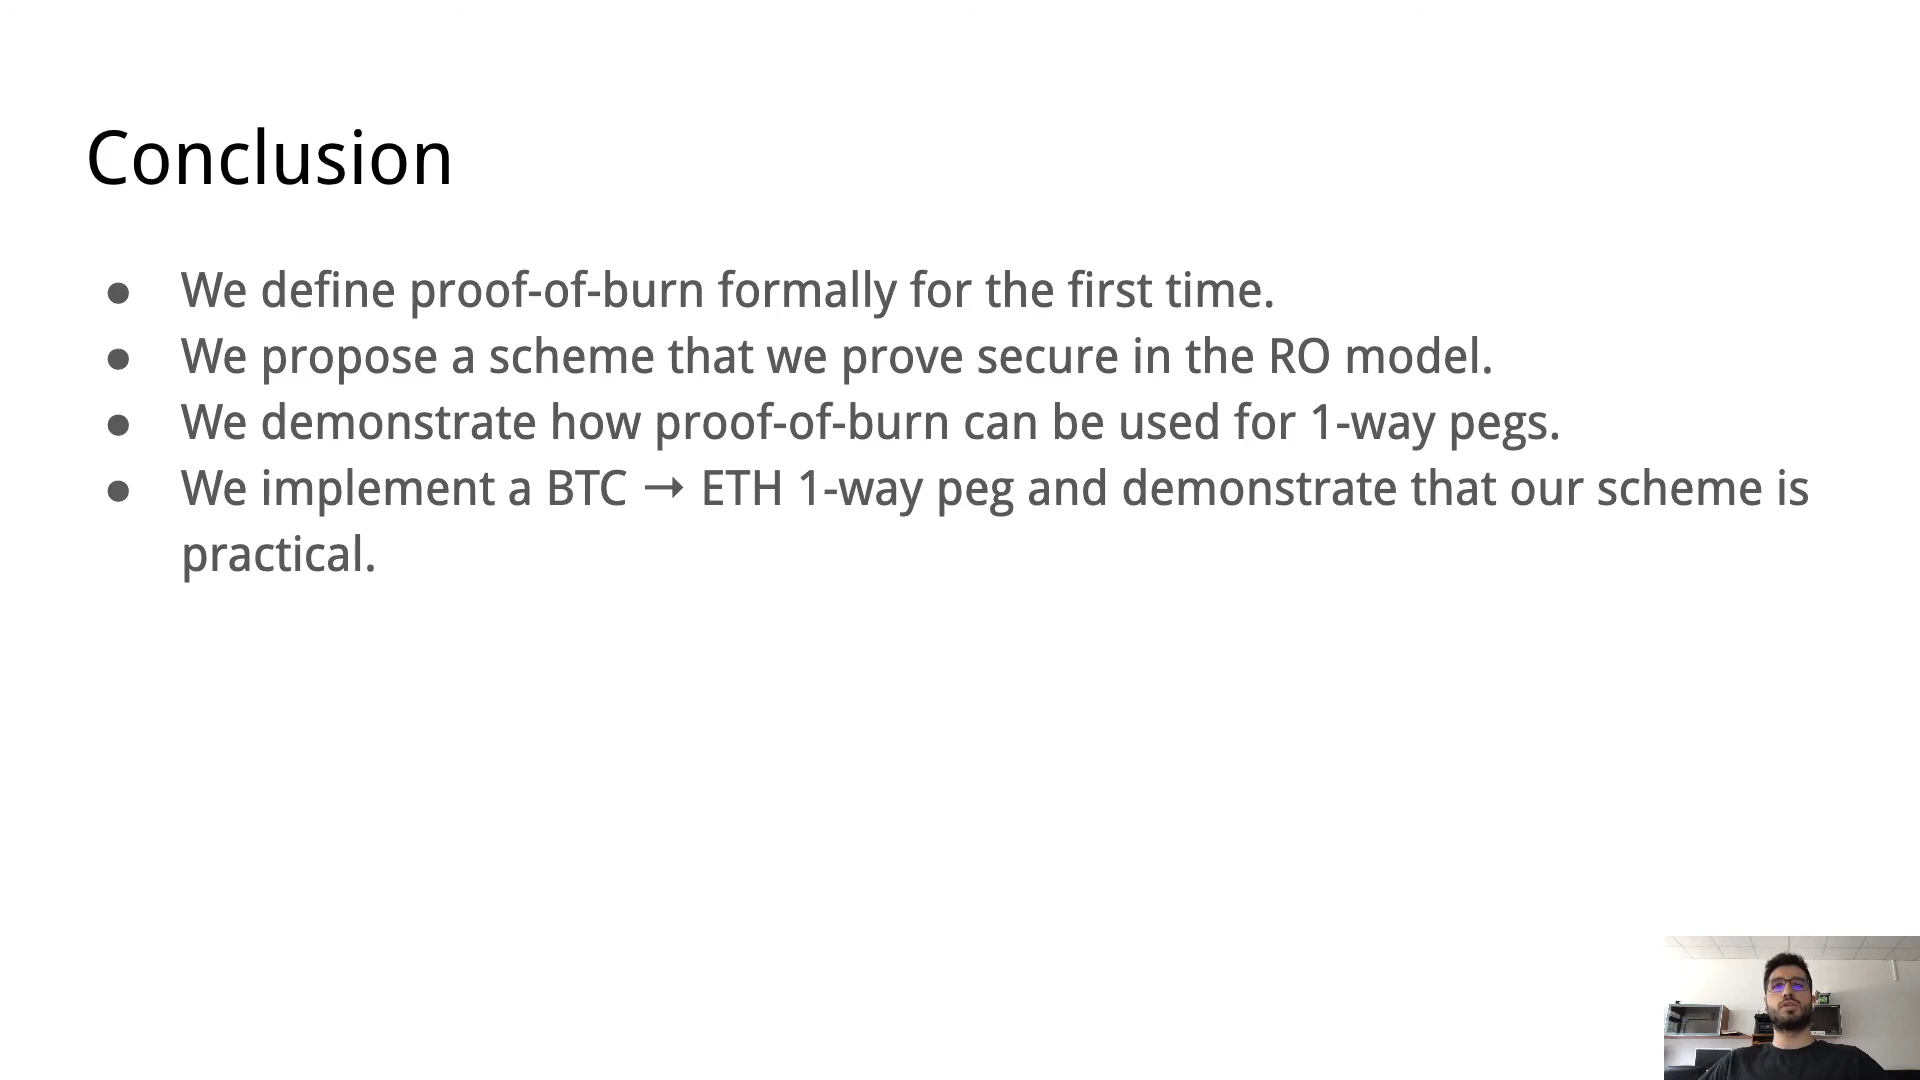 Conclusion
● We define proof-of-burn formally for the first time.
● We propose a scheme that we prove secure in the RO model.
● We demonstrate how proof-of-burn can be used for 1-way pegs.
● We implement a BTC → ETH 1-way peg and demonstrate that our scheme is
practical.